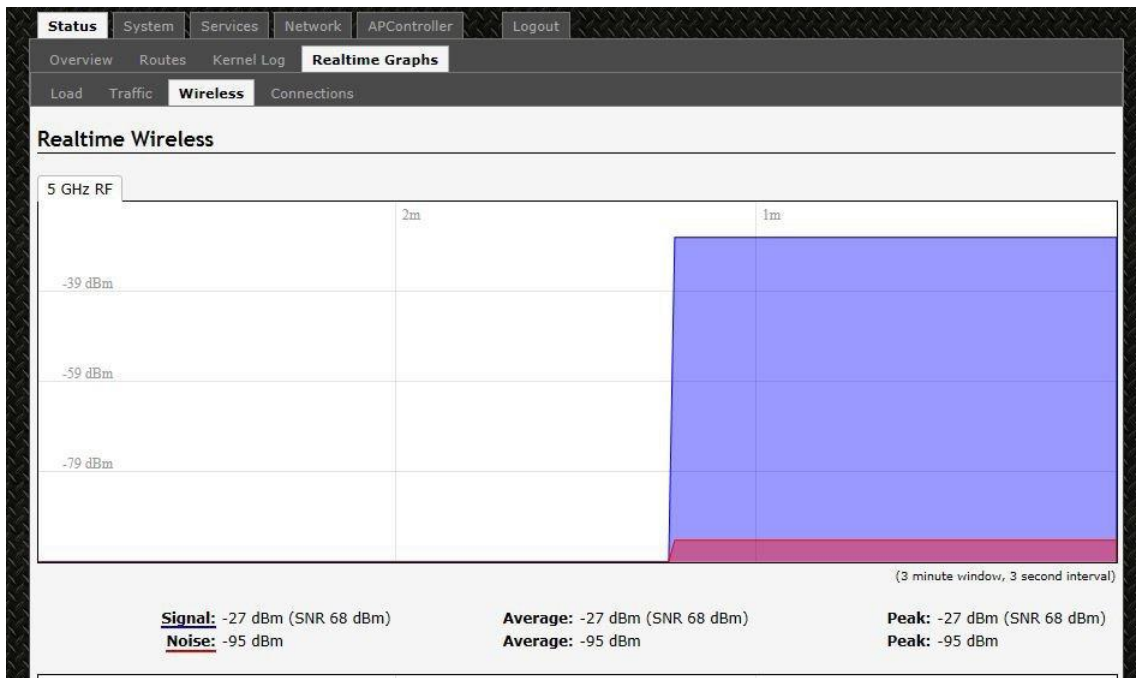 Status System Services Network APController Logout
Overview Routes Kernel Log Realtime Graphs
Load Traffic Wireless Connections
Realtime Wireless
5 GHz RF
2m 1m
-39 dBm
-59 dBm
-79 dBm
(3 minute window, 3 second interval)
Signal: -27 dBm (SNR 68 dBm) Average: -27 dBm (SNR 68 dBm) Peak: -27 dBm (SNR 68 dBm)
Noise: -95 dBm Average: -95 dBm Peak: -95 dBm